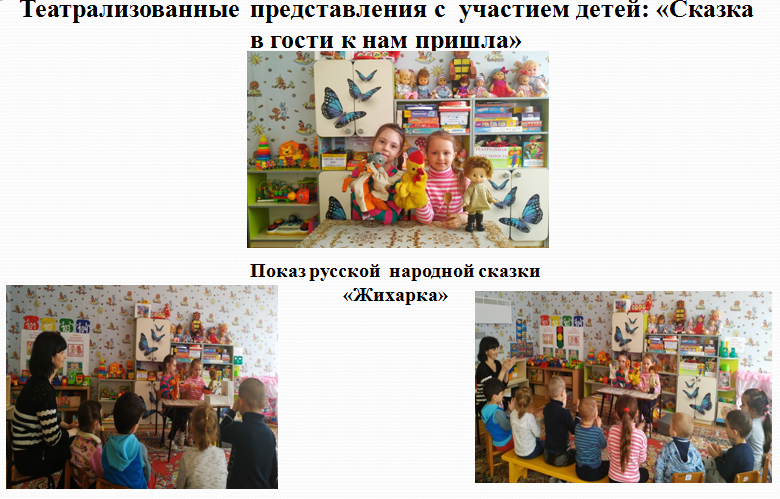 Театрализованные представления с участием детей: «Сказка
в гости к нам пришла»
Показ русской народной сказки
«Жихарка»